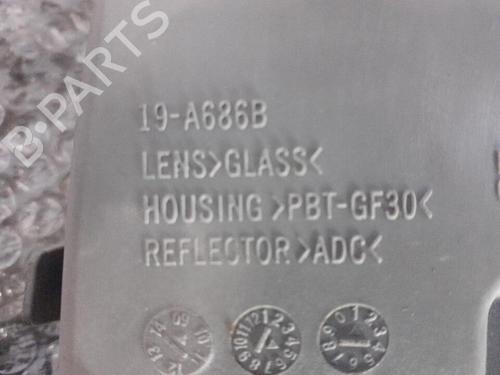 B-PARTS
19-A686B
LENS>GLASS<
HOUSING >PBT-GF30<
REFLECTOR>ADC<